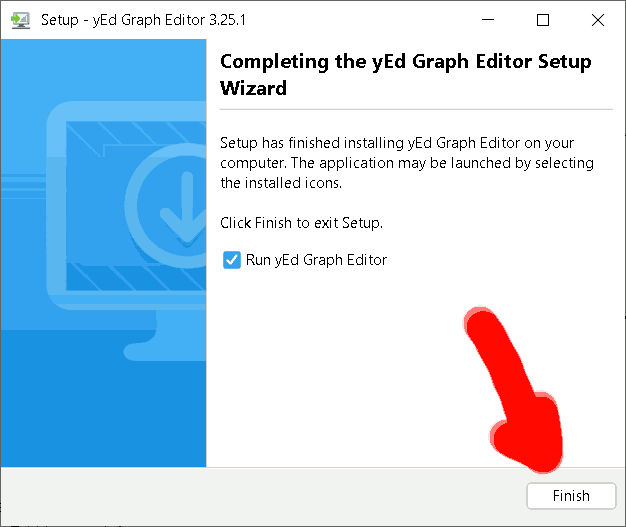 Setup - yEd Graph Editor 3.25.1
Completing the yEd Graph Editor Setup
Wizard
Setup has finished installing yEd Graph Editor on your
computer. The application may be launched by selecting
the installed icons.
Click Finish to exit Setup.
Run yEd Graph Editor
Finish